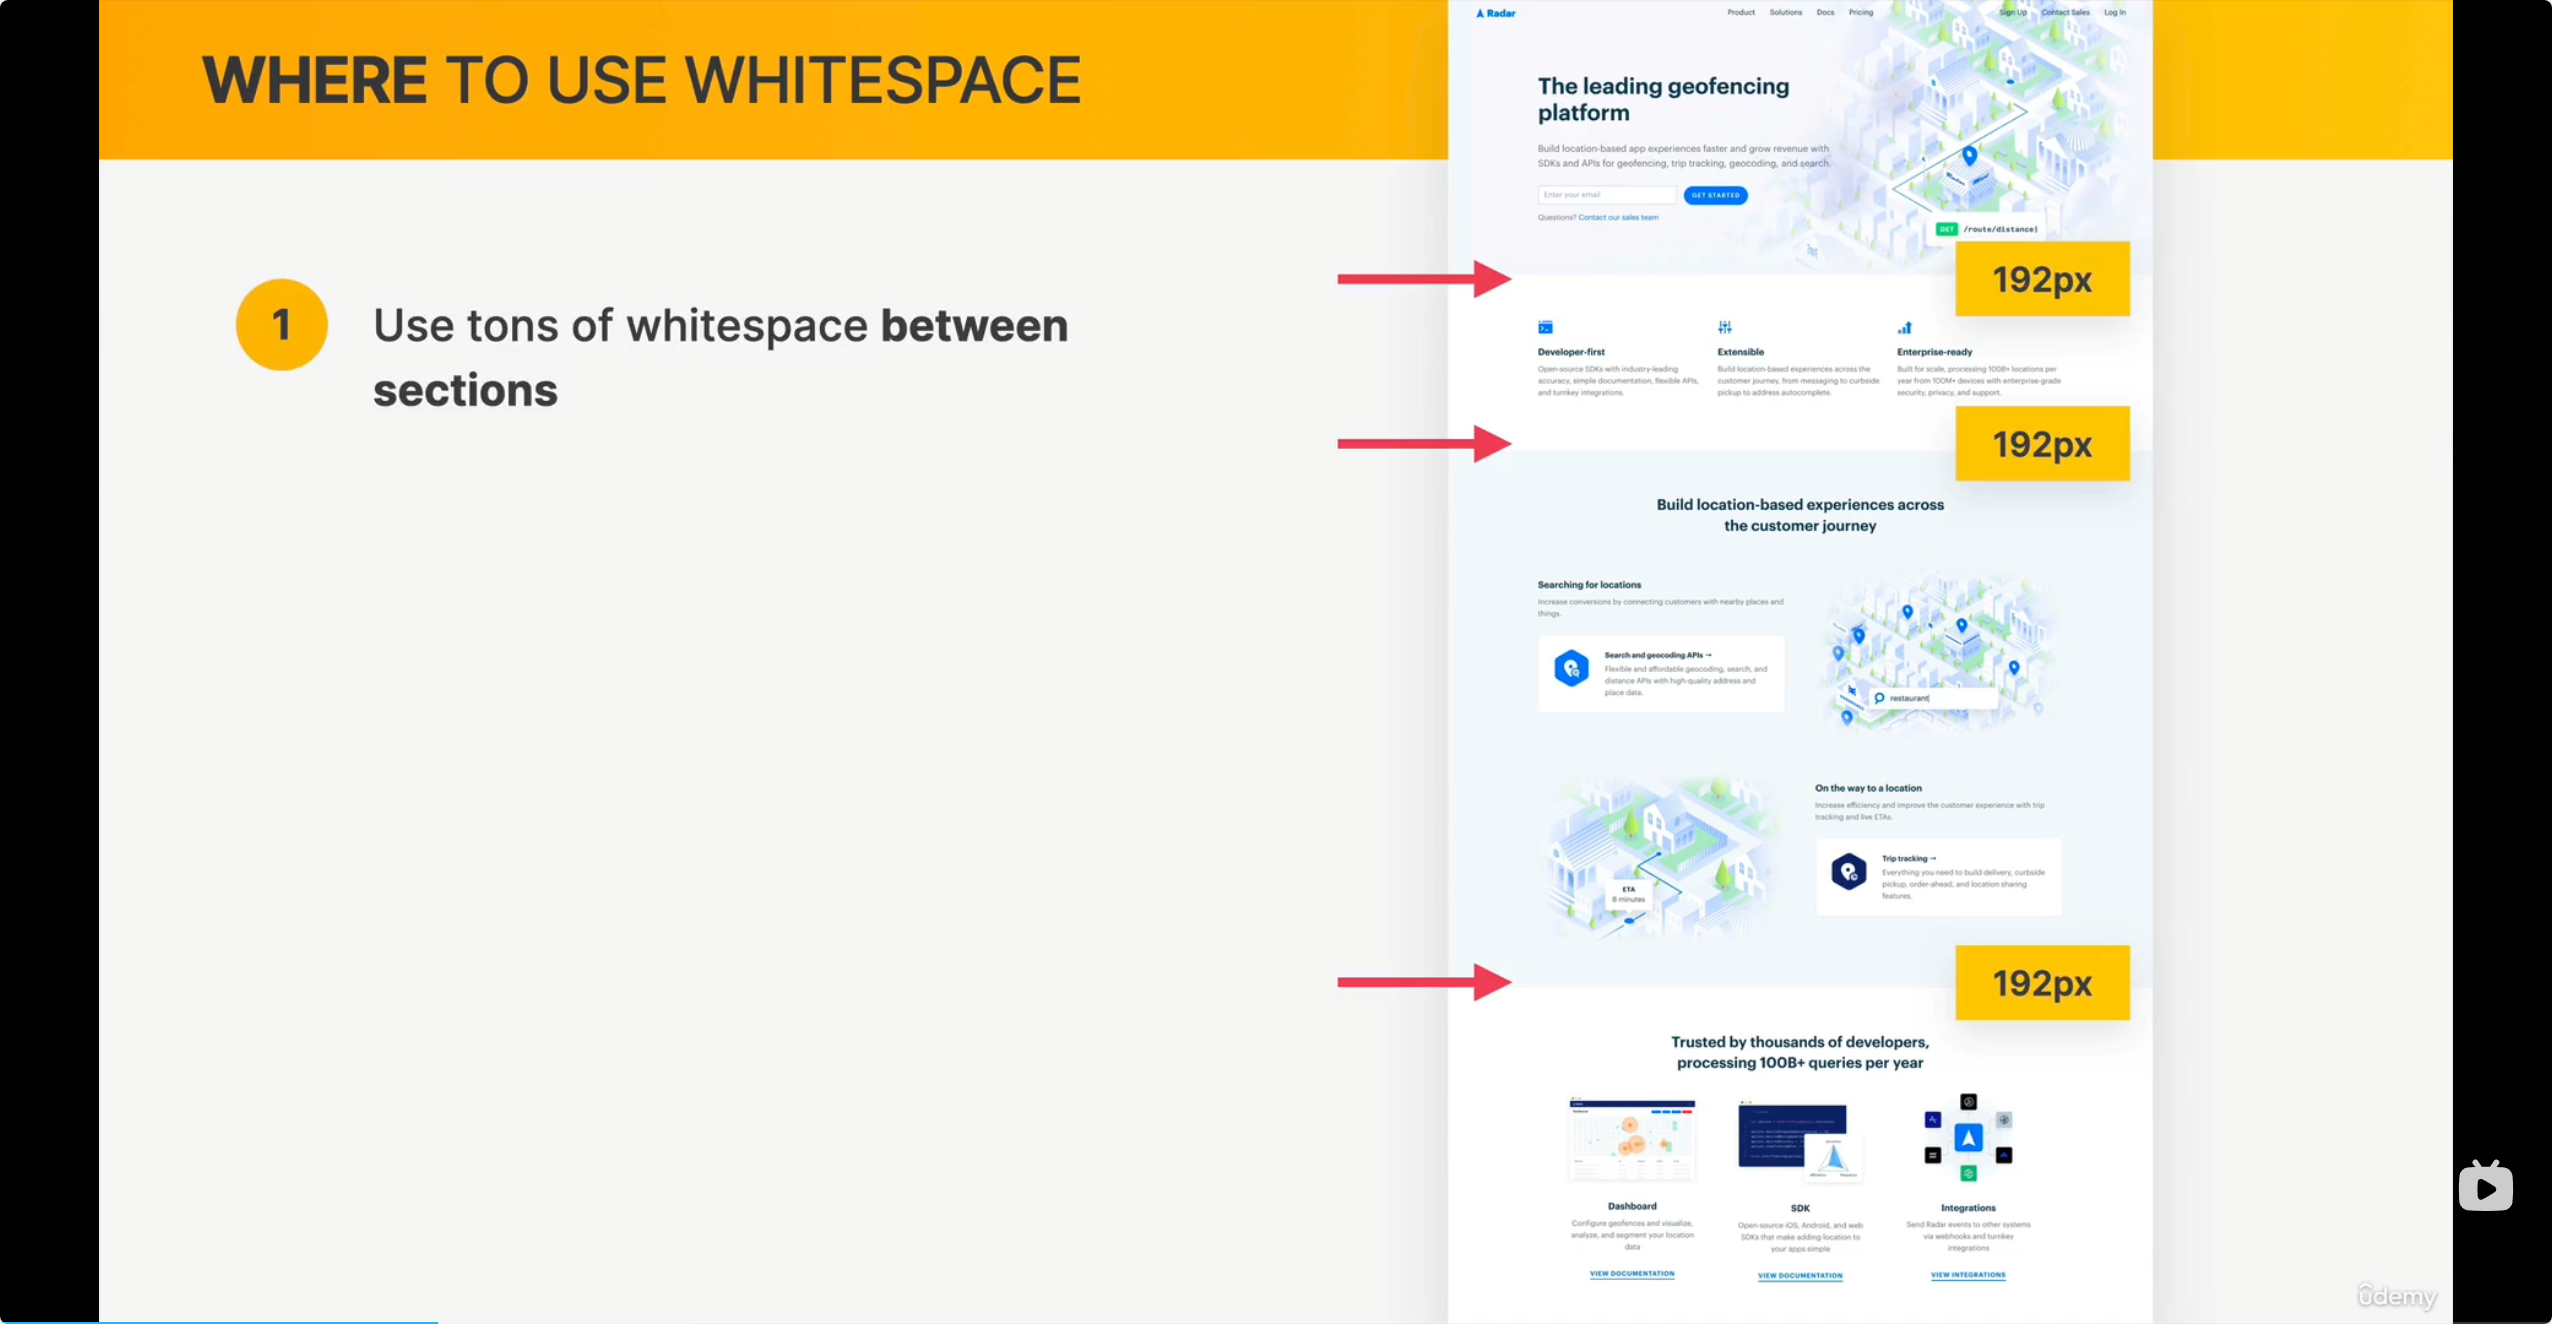 WHERE TO USE WHITESPACE
1
Use tons of whitespace between
sections
Radar
Product Solutions Docs Pricing
Sign Up Contact Sales Log In
The leading geofencing
platform
Build location-based app experiences faster and grow revenue with
SDKs and APIs for geofencing, trip tracking, geocoding, and search.
Enter your email
GET STARTED
Questions? Contact our sales team
GET /route/distance|
192px
Developer-first
Open-source SDKs with industry-leading
accuracy, simple documentation, flexible APIs,
and turnkey integrations.
Extensible
Build location-based experiences across the
customer journey, from messaging to curbside
pickup to address autocomplete.
Enterprise-ready
Built for scale, processing 100B+ locations per
year from 100M+ devices with enterprise-grade
security, privacy, and support.
192px
Build location-based experiences across
the customer journey
Searching for locations
Increase conversions by connecting customers with nearby places and
things.
Search and geocoding APIs →
Flexible and affordable geocoding, search, and
distance APIs with high-quality address and
place data.
restaurant|
On the way to a location
Increase efficiency and improve the customer experience with trip
tracking and live ETAs.
Trip tracking →
Everything you need to build delivery, curbside
pickup, order-ahead, and location sharing
features.
ETA
8 minutes
192px
Trusted by thousands of developers,
processing 100B+ queries per year
Dashboard
Configure geofences and visualize,
analyze, and segment your location
data
VIEW DOCUMENTATION
SDK
Open-source iOS, Android, and web
SDKs that make adding location to
your apps simple
VIEW DOCUMENTATION
Integrations
Send Radar events to other systems
via webhooks and turnkey
integrations
VIEW INTEGRATIONS
ûdemy